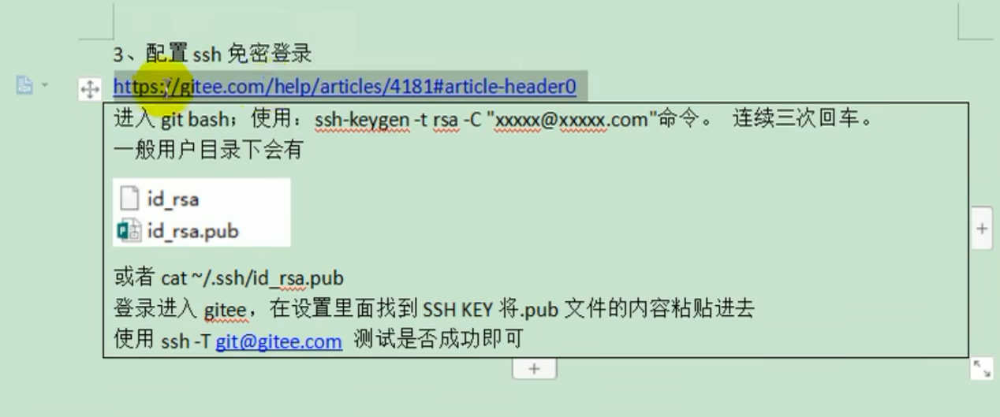 3、配置 ssh 免密登录
https://gitee.com/help/articles/4181#article-header0
进入 git bash；使用：ssh-keygen -t rsa -C "xxxxx@xxxxx.com"命令。 连续三次回车。
一般用户目录下会有
id_rsa
id_rsa.pub
或者 cat ~/.ssh/id_rsa.pub
登录进入 gitee，在设置里面找到 SSH KEY 将.pub 文件的内容粘贴进去
使用 ssh -T git@gitee.com 测试是否成功即可